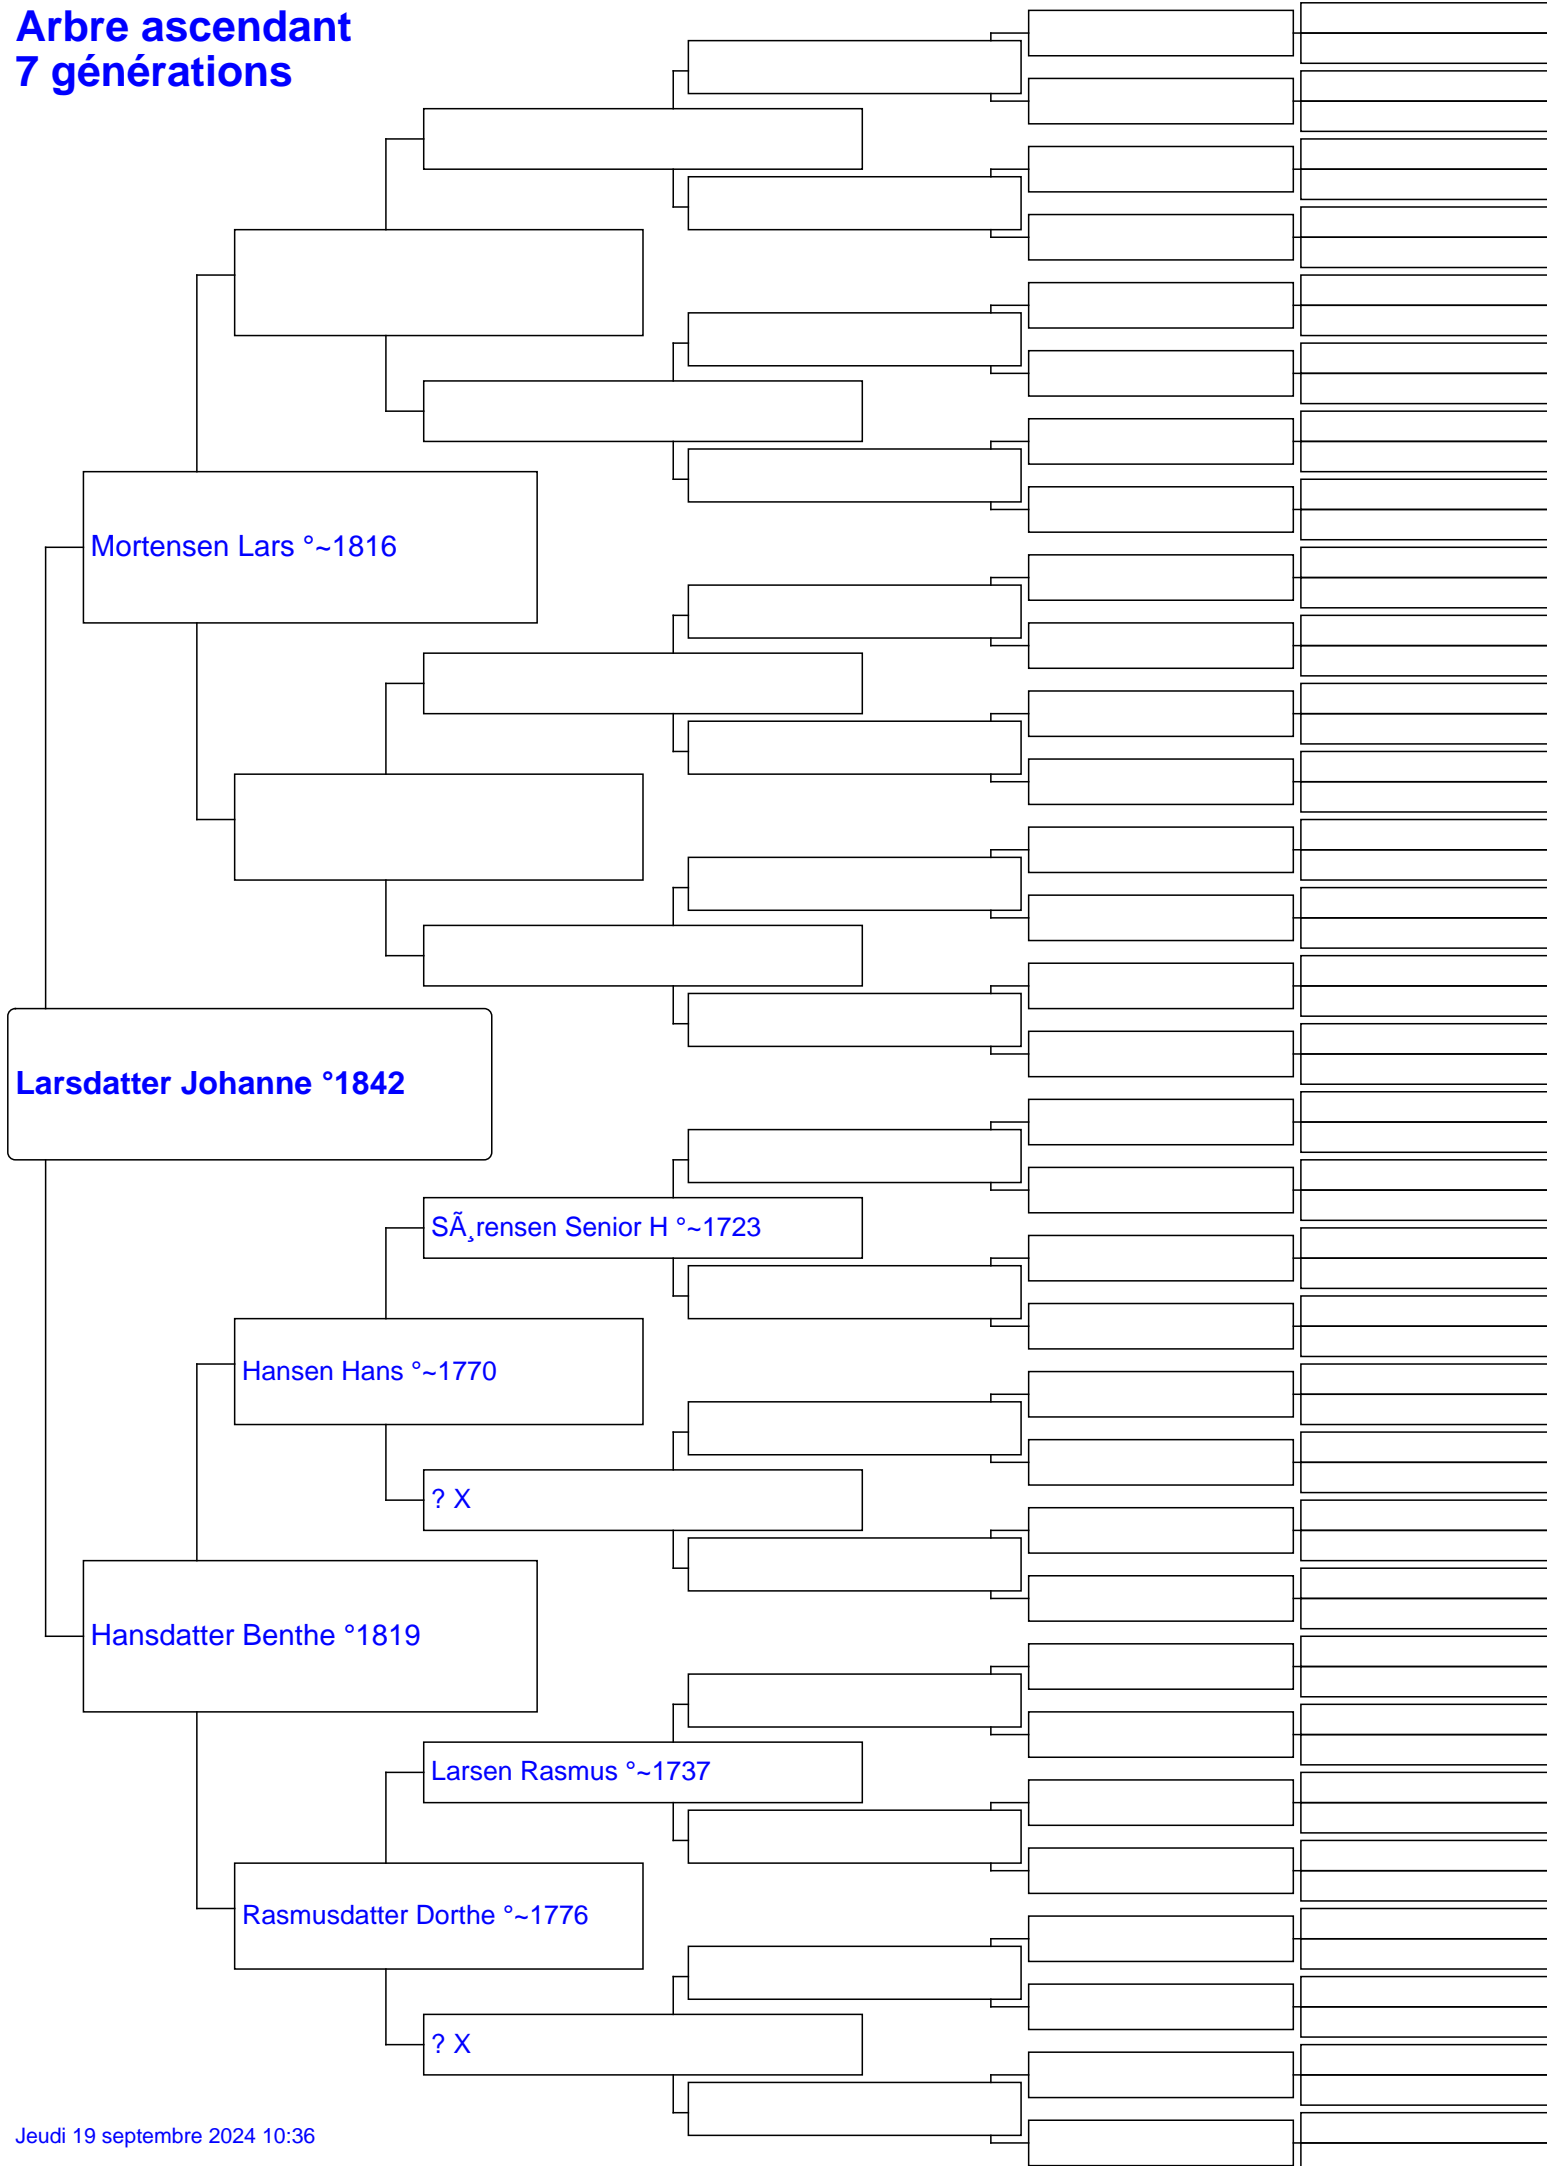 Arbre ascendant
7 générations
Mortensen Lars °~1816
Larsdatter Johanne °1842
SÃ¸rensen Senior H °~1723
Hansen Hans °~1770
? X
Hansdatter Benthe °1819
Larsen Rasmus °~1737
Rasmusdatter Dorthe °~1776
? X
Jeudi 19 septembre 2024 10:36